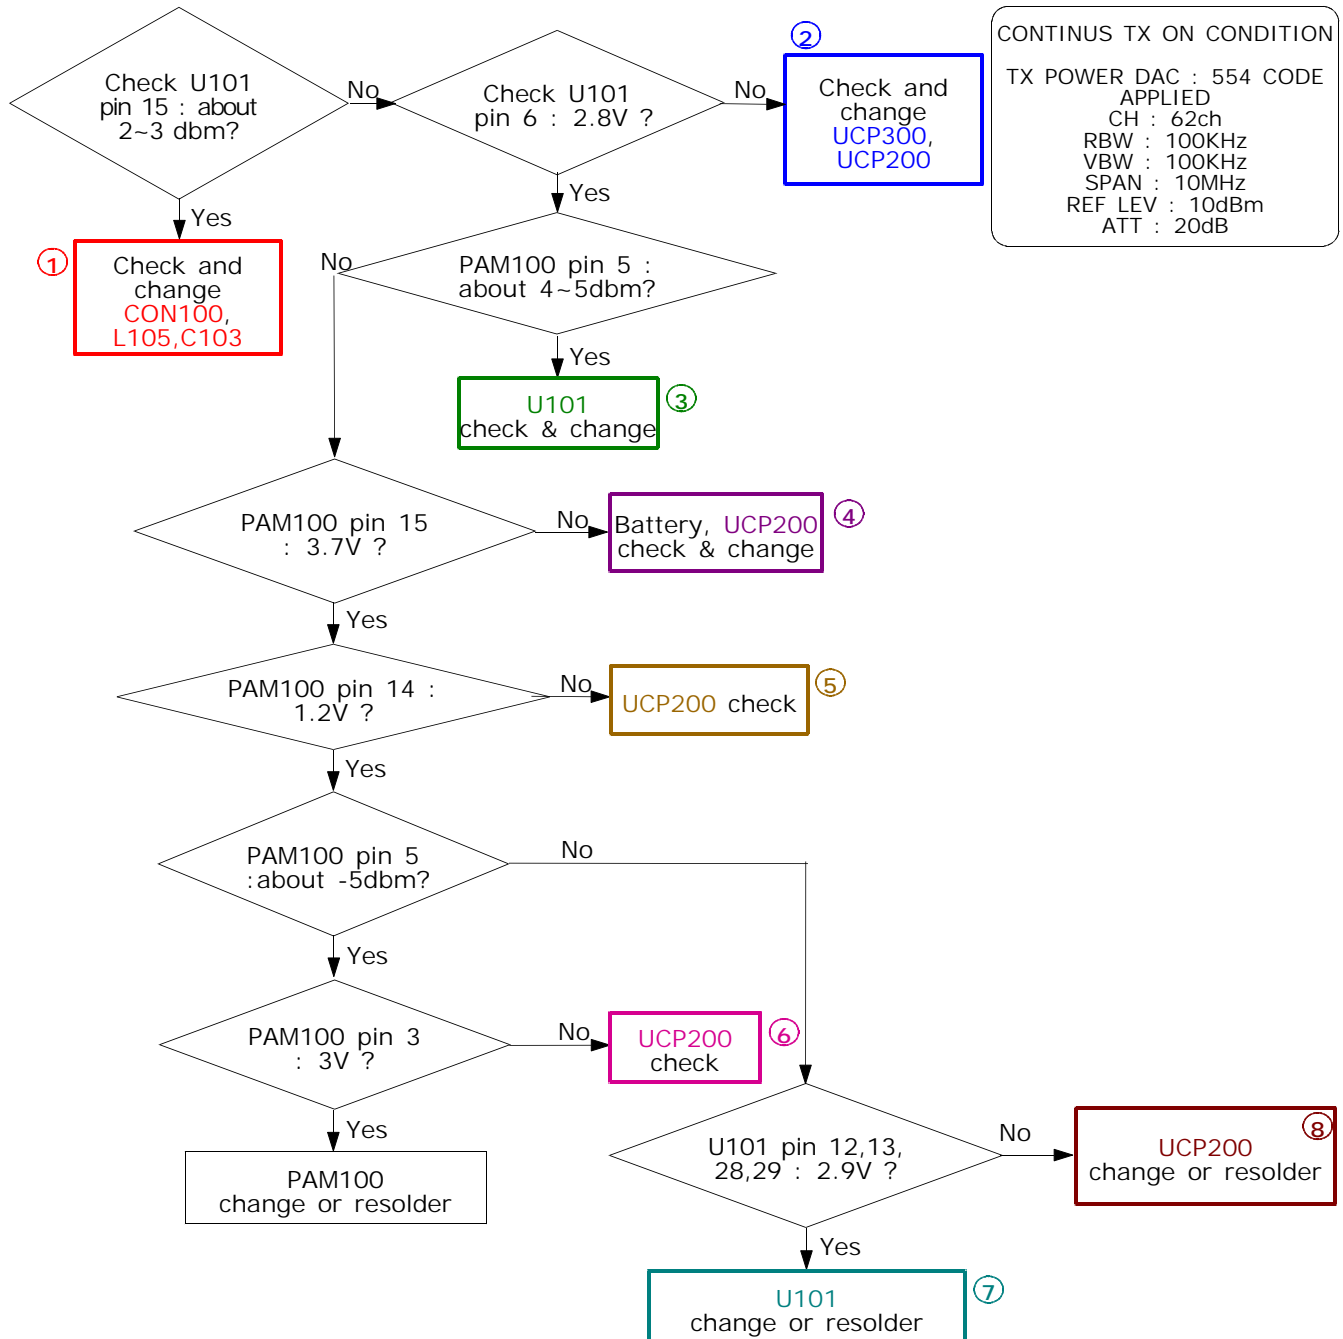 Check U101
pin 15 : about
2~3 dbm?
No
Check U101
pin 6 : 2.8V ?
No
2
Check and
change
UCP300,
UCP200
CONTINUS TX ON CONDITION
TX POWER DAC : 554 CODE
APPLIED
CH : 62ch
RBW : 100KHz
VBW : 100KHz
SPAN : 10MHz
REF LEV : 10dBm
ATT : 20dB
Yes
Yes
1
Check and
change
CON100,
L105,C103
No
PAM100 pin 5 :
about 4~5dbm?
Yes
U101
check & change
3
PAM100 pin 15
: 3.7V ?
No
Battery, UCP200
check & change
4
Yes
PAM100 pin 14 :
1.2V ?
No
UCP200 check
5
Yes
PAM100 pin 5
:about -5dbm?
No
Yes
PAM100 pin 3
: 3V ?
No
UCP200
check
6
Yes
PAM100
change or resolder
U101 pin 12,13,
28,29 : 2.9V ?
No
UCP200
change or resolder
8
Yes
U101
change or resolder
7